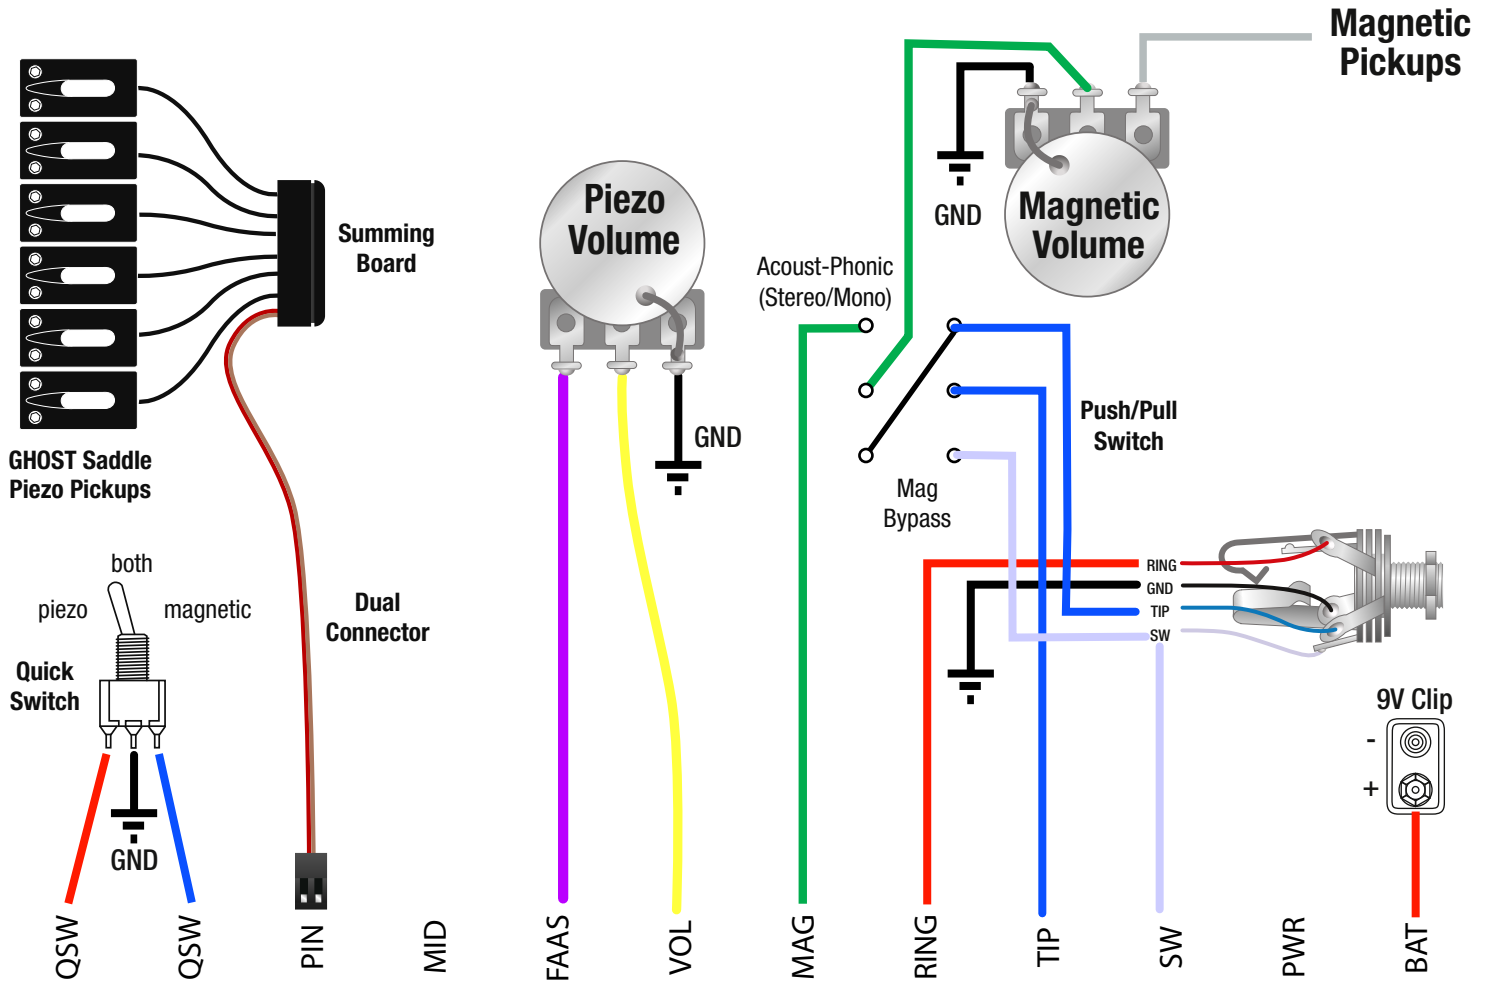 Magnetic
Pickups
Summing
Board
Piezo
Volume
GND
Magnetic
Volume
Acoust-Phonic
(Stereo/Mono)
GND
Push/Pull
Switch
Mag
Bypass
GHOST Saddle
Piezo Pickups
both
piezo
magnetic
Quick
Switch
GND
Dual
Connector
RING
GND
TIP
SW
9V Clip
-
+
QSW
QSW
PIN
MID
FAAS
VOL
MAG
RING
TIP
SW
PWR
BAT